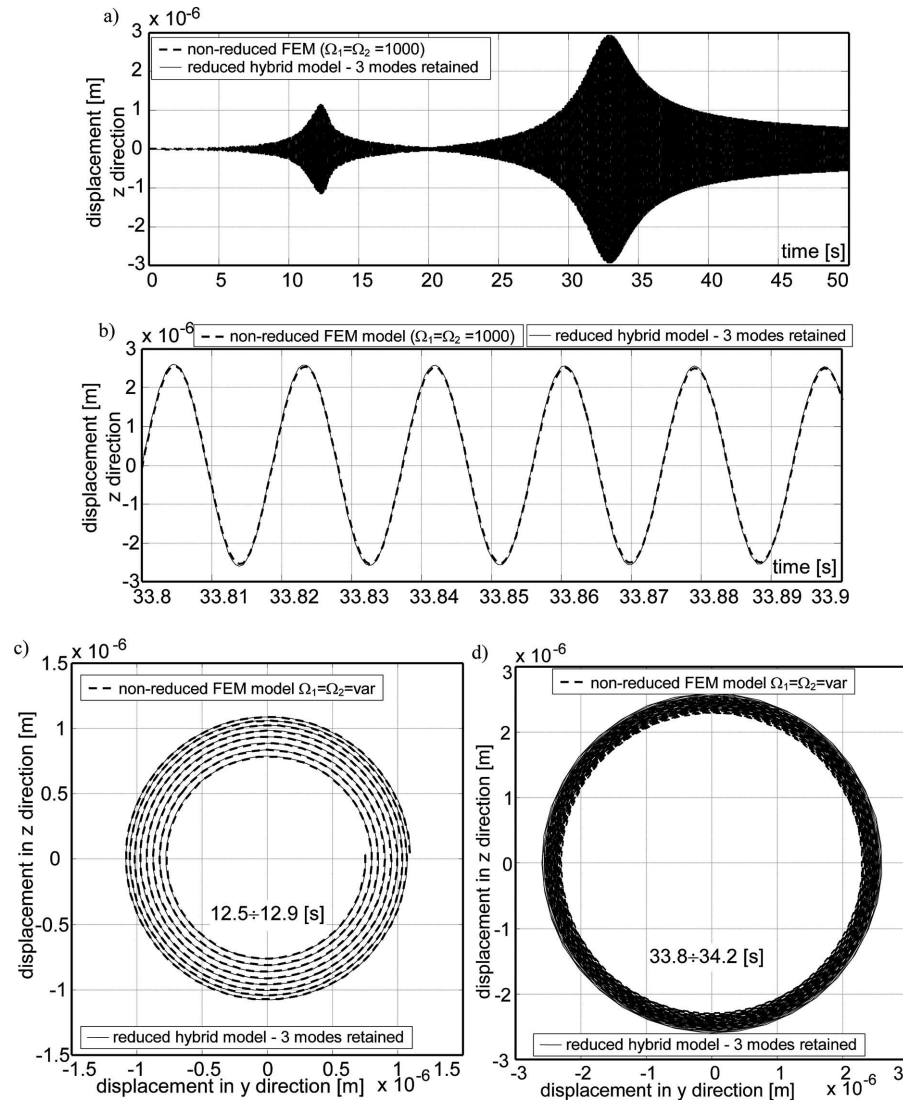 a)
x 10⁻⁶
3
2
1
0
-1
-2
-3
displacement [m]
z direction
non-reduced FEM (Ω₁=Ω₂ =1000)
reduced hybrid model - 3 modes retained
time [s]
0 5 10 15 20 25 30 35 40 45 50
b)
x 10⁻⁶
non-reduced FEM model (Ω₁=Ω₂ =1000)
reduced hybrid model - 3 modes retained
3
2
1
0
-1
-2
-3
displacement [m]
z direction
time [s]
33.8 33.81 33.82 33.83 33.84 33.85 33.86 33.87 33.88 33.89 33.9
c)
x 10⁻⁶
1.5
1
0.5
0
-0.5
-1
-1.5
displacement in z direction [m]
non-reduced FEM model Ω₁=Ω₂=var
12.5÷12.9 [s]
reduced hybrid model - 3 modes retained
-1.5 -1 -0.5 0 0.5 1
displacement in y direction [m] x 10⁻⁶
d)
x 10⁻⁶
3
2
1
0
-1
-2
-3
displacement in z direction [m]
non-reduced FEM model Ω₁=Ω₂=var
33.8÷34.2 [s]
reduced hybrid model - 3 modes retained
-3 -2 -1 0 1 2 3
displacement in y direction [m] x 10⁻⁶